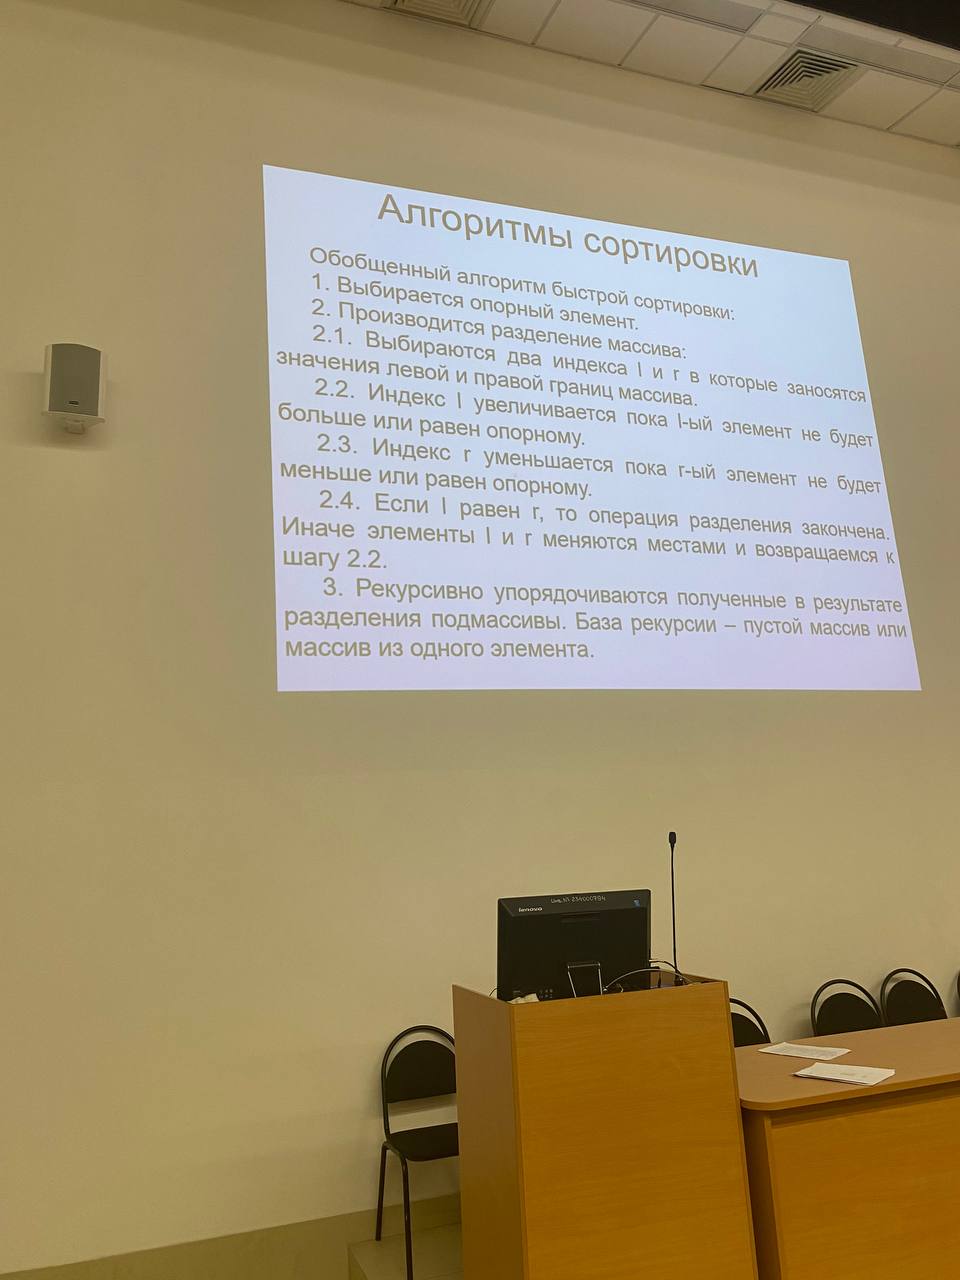 Алгоритмы сортировки
Обобщенный алгоритм быстрой сортировки:
1. Выбирается опорный элемент.
2. Производится разделение массива:
2.1. Выбираются два индекса l и r в которые заносятся
значения левой и правой границ массива.
2.2. Индекс l увеличивается пока l-ый элемент не будет
больше или равен опорному.
2.3. Индекс r уменьшается пока r-ый элемент не будет
меньше или равен опорному.
2.4. Если l равен r, то операция разделения закончена.
Иначе элементы l и r меняются местами и возвращаемся к
шагу 2.2.
3. Рекурсивно упорядочиваются полученные в результате
разделения подмассивы. База рекурсии – пустой массив или
массив из одного элемента.
lenovo
Инв.№ 234000794